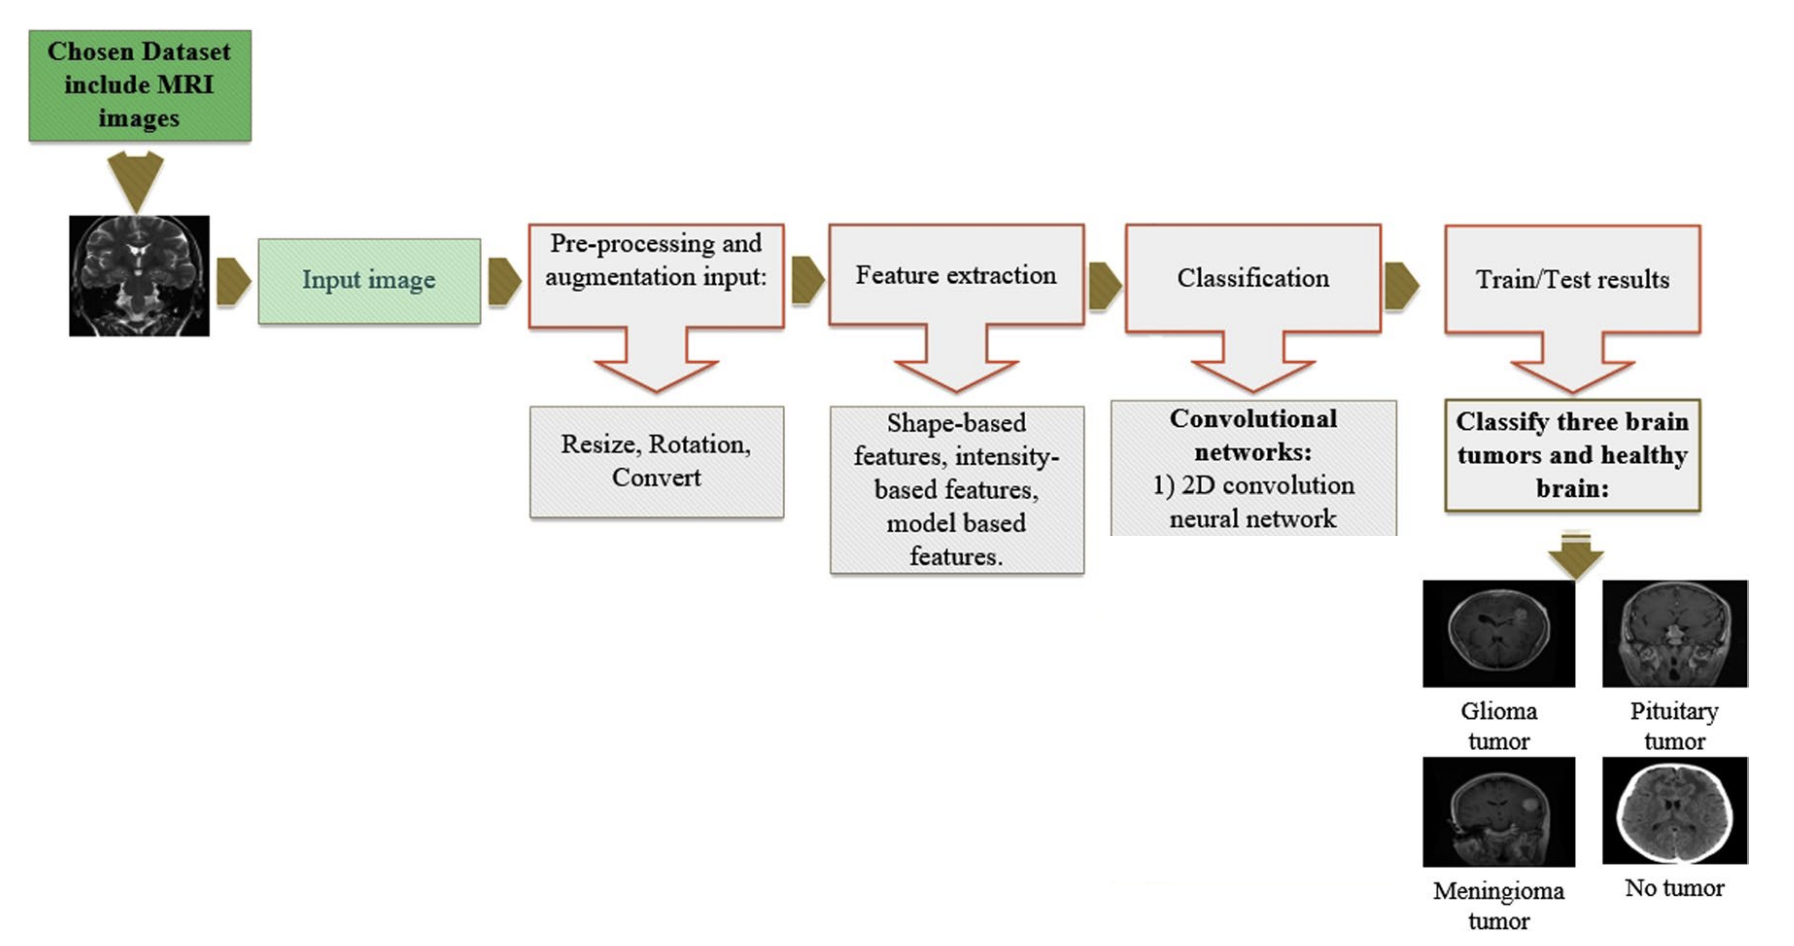 Chosen Dataset
include MRI
images
Input image
Pre-processing and
augmentation input:
Resize, Rotation,
Convert
Feature extraction
Shape-based
features, intensity-
based features,
model based
features.
Classification
Convolutional
networks:
1) 2D convolution
neural network
Train/Test results
Classify three brain
tumors and healthy
brain:
Glioma
tumor
Pituitary
tumor
Meningioma
tumor
No tumor